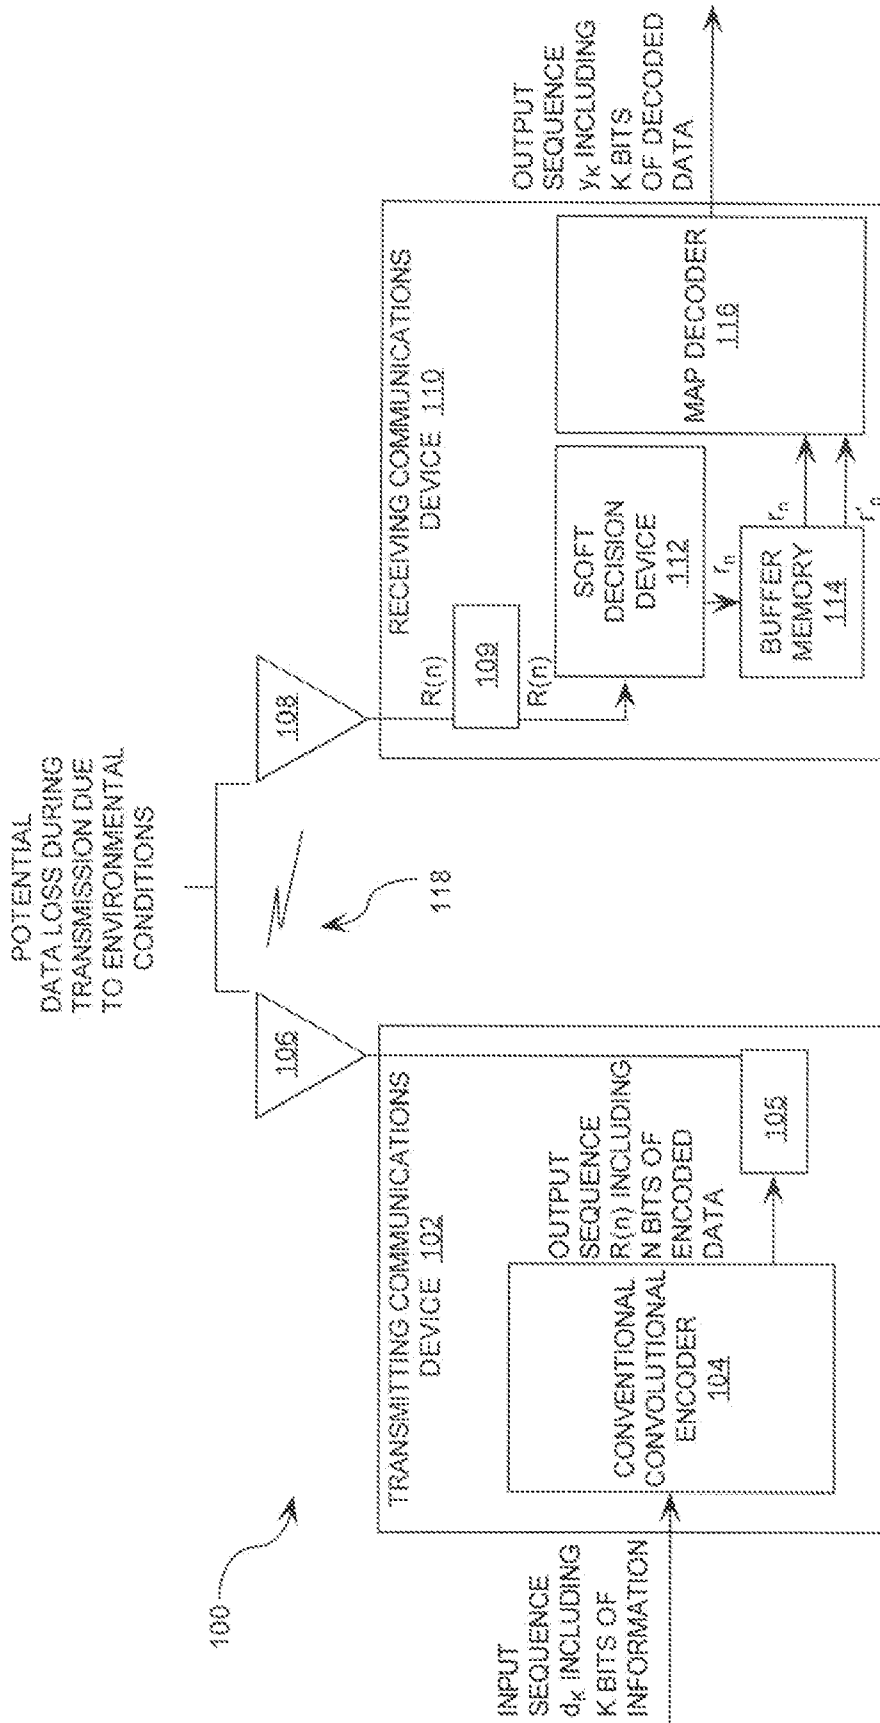 POTENTIAL
DATA LOSS DURING
TRANSMISSION DUE
TO ENVIRONMENTAL
CONDITIONS
100
106
118
108
TRANSMITTING COMMUNICATIONS
DEVICE 102
INPUT
SEQUENCE
dK INCLUDING
K BITS OF
INFORMATION
CONVENTIONAL
CONVOLUTIONAL
ENCODER
104
OUTPUT
SEQUENCE
R(n) INCLUDING
N BITS OF
ENCODED
DATA
105
RECEIVING COMMUNICATIONS
DEVICE 110
R(n)
109
R(n)
SOFT
DECISION
DEVICE
112
rn
BUFFER
MEMORY
114
rn
r'n
MAP DECODER
116
OUTPUT
SEQUENCE
yK INCLUDING
K BITS
OF DECODED
DATA